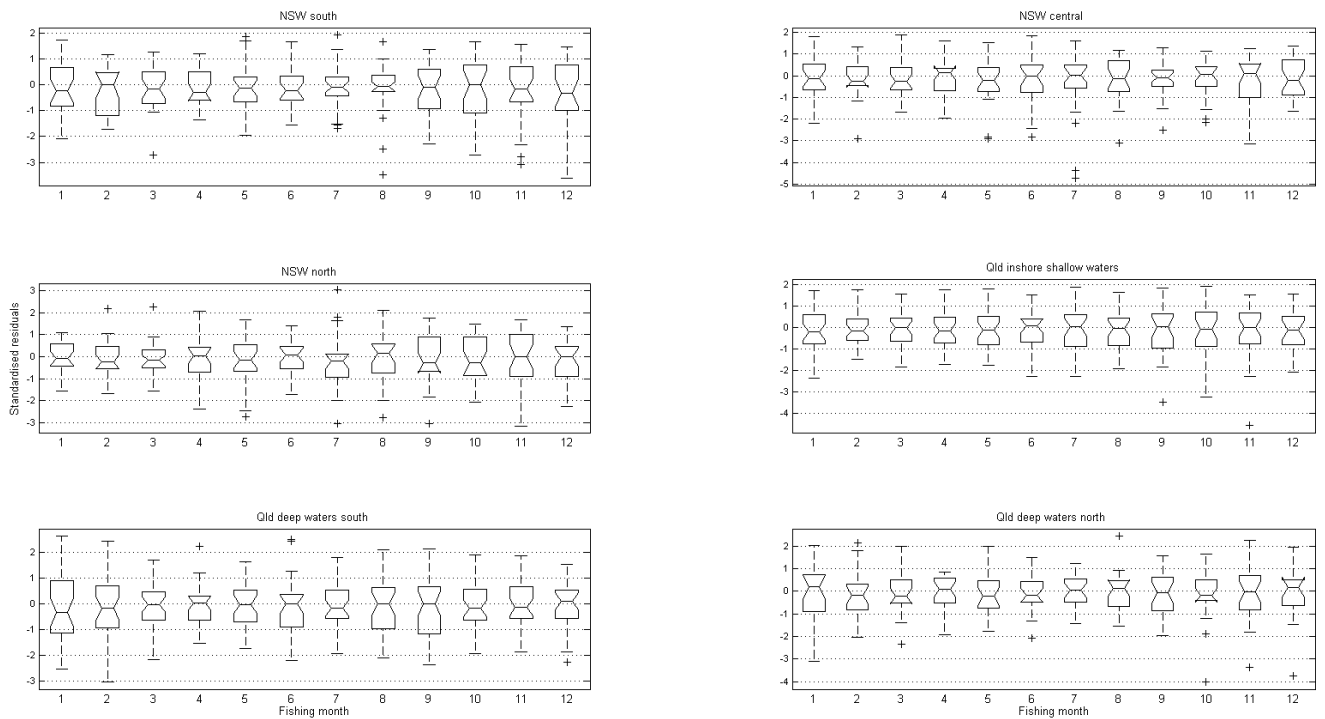 NSW south
2
1
0
-1
-2
-3
1 2 3 4 5 6 7 8 9 10 11 12
NSW central
2
1
0
-1
-2
-3
-4
-5
1 2 3 4 5 6 7 8 9 10 11 12
NSW north
Standardised residuals
3
2
1
0
-1
-2
-3
1 2 3 4 5 6 7 8 9 10 11 12
Qld inshore shallow waters
2
1
0
-1
-2
-3
-4
1 2 3 4 5 6 7 8 9 10 11 12
Qld deep waters south
2
1
0
-1
-2
-3
1 2 3 4 5 6 7 8 9 10 11 12
Fishing month
Qld deep waters north
2
1
0
-1
-2
-3
-4
1 2 3 4 5 6 7 8 9 10 11 12
Fishing month